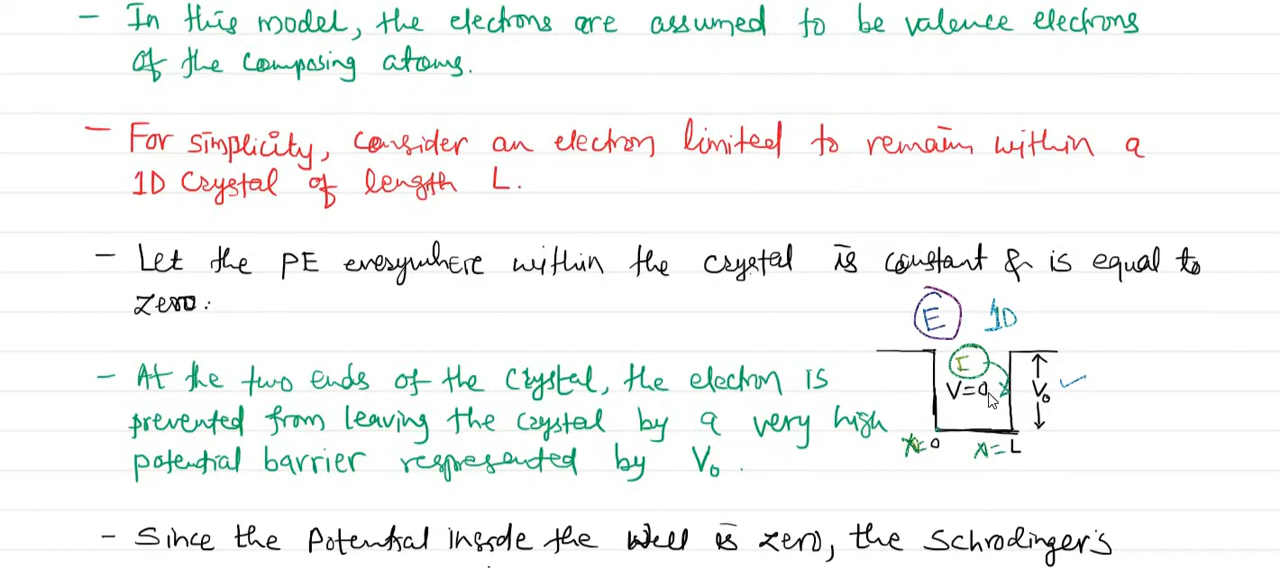 - In this model, the electrons are assumed to be valence electrons
of the composing atoms.
- For simplicity, consider an electron limited to remain within a
1D Crystal of length L.
- Let the PE everywhere within the crystal is constant & is equal to
zero.
E 1D
- At the two ends of the crystal, the electron is
prevented from leaving the crystal by a very high
potential barrier respresented by V₀.
E
V=0
V₀
x=0 x=L
- Since the Potential inside the well is zero, the Schrodinger's